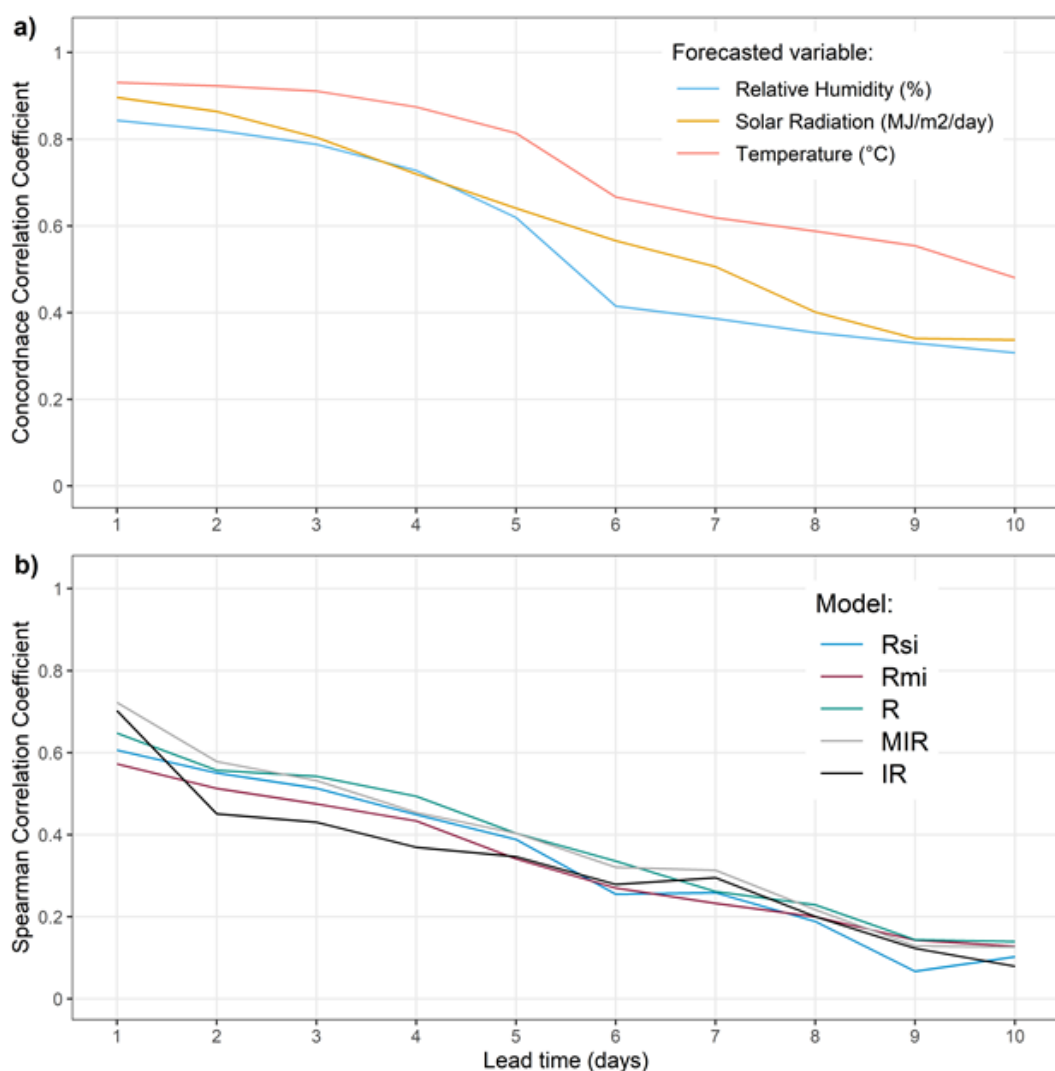 a)
Concordnace Correlation Coefficient
1
0.8
0.6
0.4
0.2
0
Forecasted variable:
Relative Humidity (%)
Solar Radiation (MJ/m2/day)
Temperature (°C)
1 2 3 4 5 6 7 8 9 10
b)
Spearman Correlation Coefficient
1
0.8
0.6
0.4
0.2
0
Model:
Rsi
Rmi
R
MIR
IR
1 2 3 4 5 6 7 8 9 10
Lead time (days)